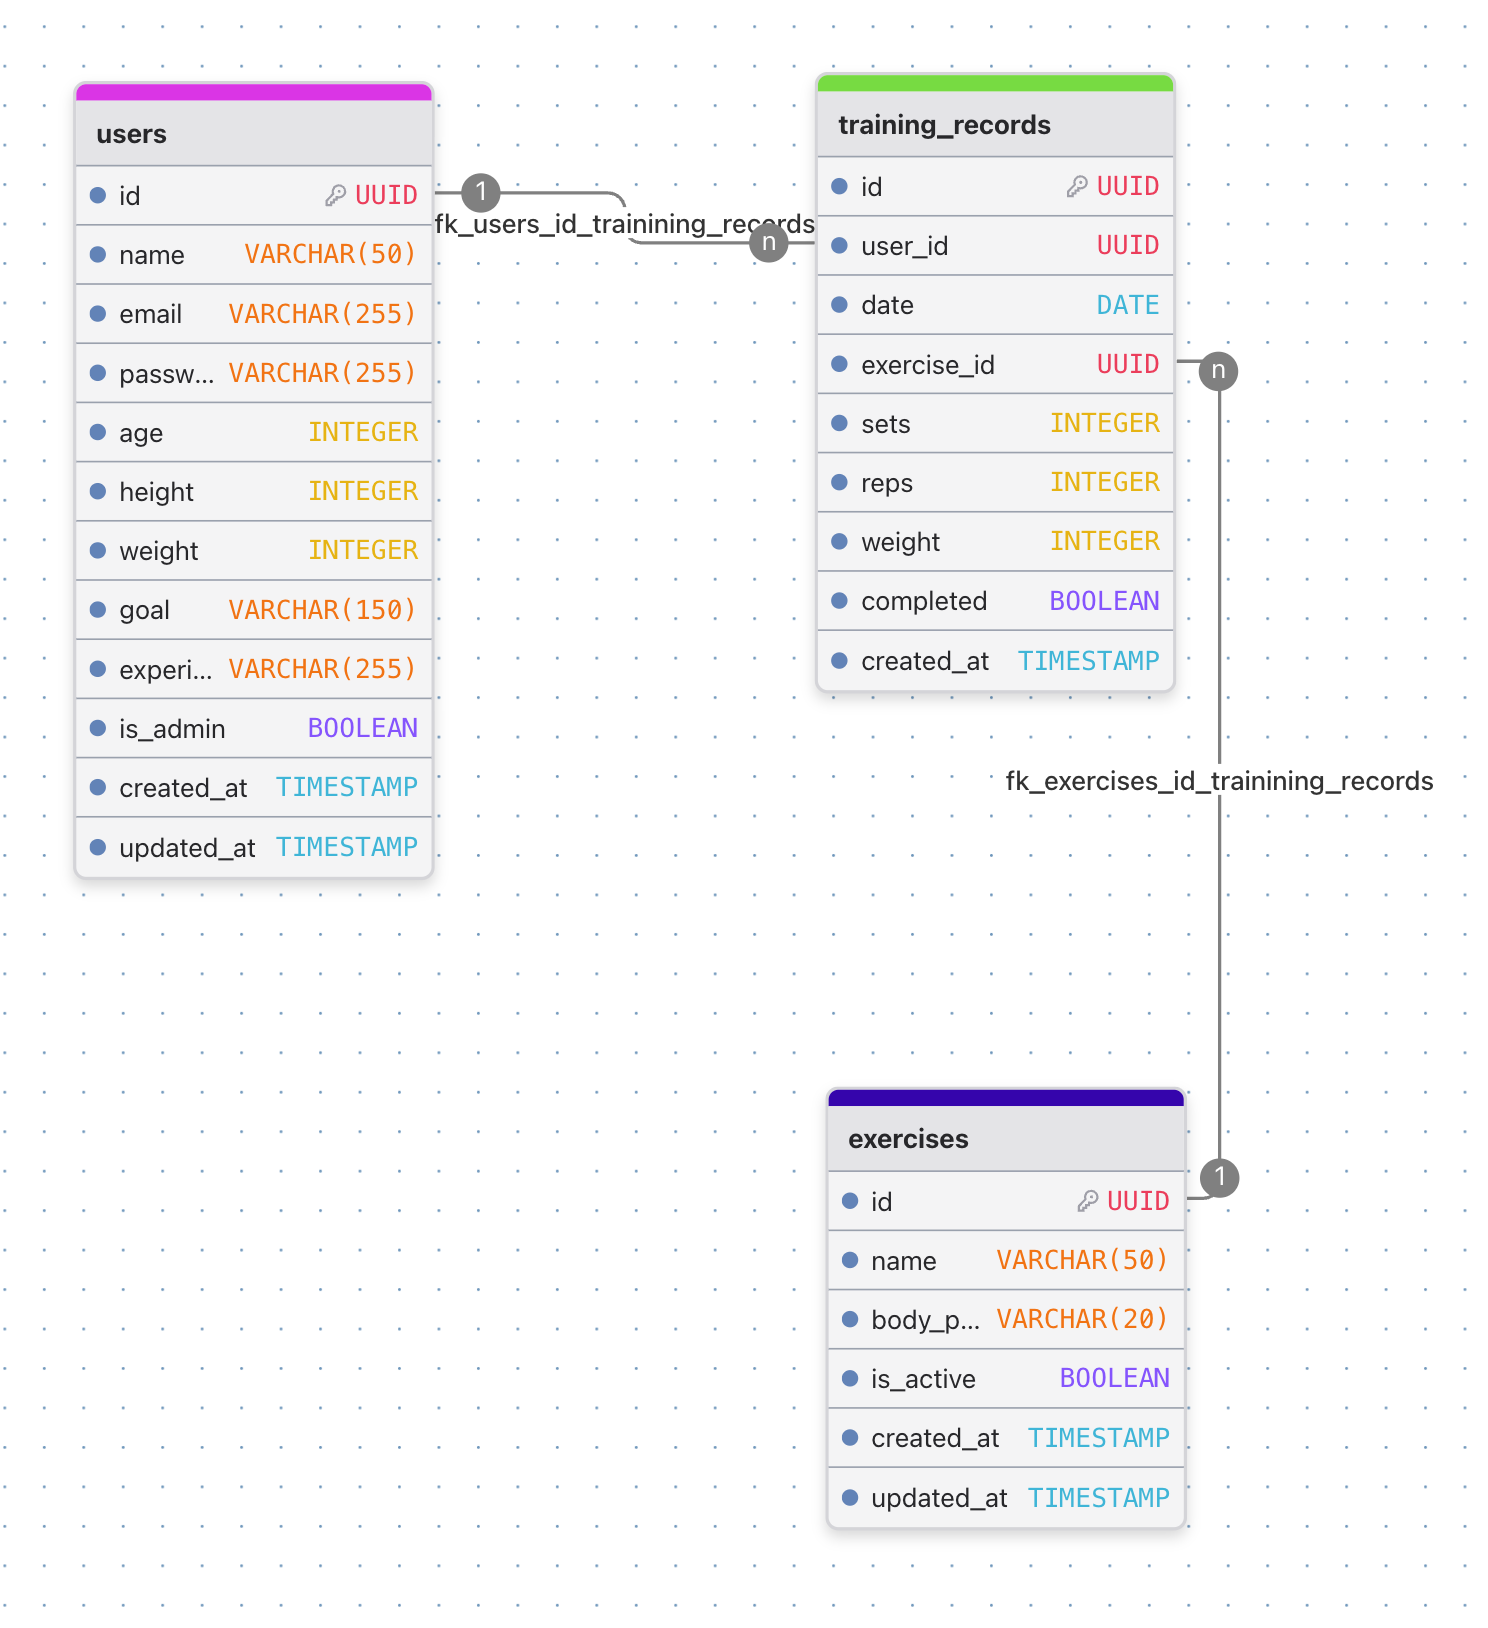 users
id UUID
name VARCHAR(50)
email VARCHAR(255)
passw... VARCHAR(255)
age INTEGER
height INTEGER
weight INTEGER
goal VARCHAR(150)
experi... VARCHAR(255)
is_admin BOOLEAN
created_at TIMESTAMP
updated_at TIMESTAMP
1
fk_users_id_trainining_records
n
training_records
id UUID
user_id UUID
date DATE
exercise_id UUID
sets INTEGER
reps INTEGER
weight INTEGER
completed BOOLEAN
created_at TIMESTAMP
n
fk_exercises_id_trainining_records
1
exercises
id UUID
name VARCHAR(50)
body_p... VARCHAR(20)
is_active BOOLEAN
created_at TIMESTAMP
updated_at TIMESTAMP